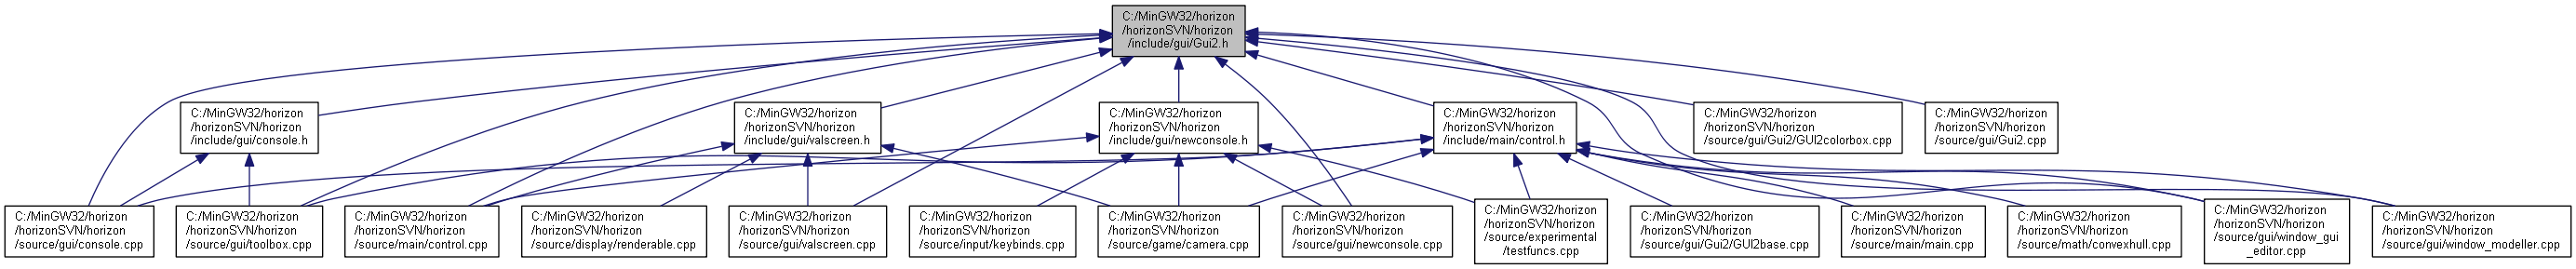 C:/MinGW32/horizon
/horizonSVN/horizon
/include/gui/Gui2.h
C:/MinGW32/horizon
/horizonSVN/horizon
/include/gui/console.h
C:/MinGW32/horizon
/horizonSVN/horizon
/include/gui/valscreen.h
C:/MinGW32/horizon
/horizonSVN/horizon
/include/gui/newconsole.h
C:/MinGW32/horizon
/horizonSVN/horizon
/include/main/control.h
C:/MinGW32/horizon
/horizonSVN/horizon
/source/gui/Gui2/GUI2colorbox.cpp
C:/MinGW32/horizon
/horizonSVN/horizon
/source/gui/Gui2.cpp
C:/MinGW32/horizon
/horizonSVN/horizon
/source/gui/console.cpp
C:/MinGW32/horizon
/horizonSVN/horizon
/source/gui/toolbox.cpp
C:/MinGW32/horizon
/horizonSVN/horizon
/source/main/control.cpp
C:/MinGW32/horizon
/horizonSVN/horizon
/source/display/renderable.cpp
C:/MinGW32/horizon
/horizonSVN/horizon
/source/gui/valscreen.cpp
C:/MinGW32/horizon
/horizonSVN/horizon
/source/input/keybinds.cpp
C:/MinGW32/horizon
/horizonSVN/horizon
/source/game/camera.cpp
C:/MinGW32/horizon
/horizonSVN/horizon
/source/gui/newconsole.cpp
C:/MinGW32/horizon
/horizonSVN/horizon
/source/experimental
/testfuncs.cpp
C:/MinGW32/horizon
/horizonSVN/horizon
/source/gui/Gui2/GUI2base.cpp
C:/MinGW32/horizon
/horizonSVN/horizon
/source/main/main.cpp
C:/MinGW32/horizon
/horizonSVN/horizon
/source/math/convexhull.cpp
C:/MinGW32/horizon
/horizonSVN/horizon
/source/gui/window_gui
_editor.cpp
C:/MinGW32/horizon
/horizonSVN/horizon
/source/gui/window_modeller.cpp